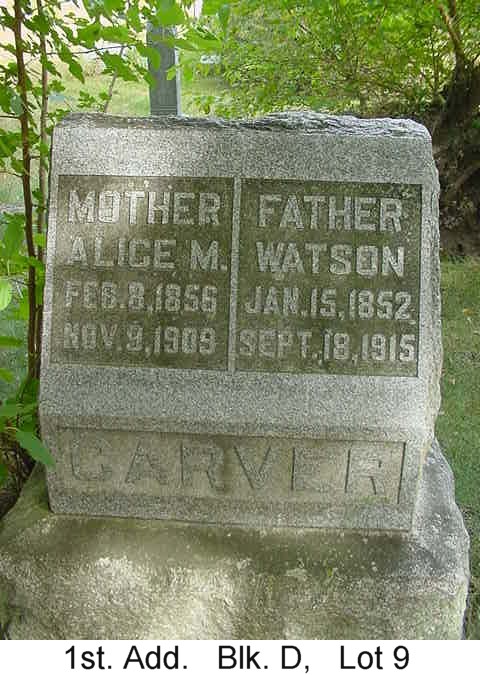 MOTHER
ALICE M.
FEB. 8, 1856
NOV. 9, 1909
FATHER
WATSON
JAN. 15, 1852
SEPT. 18, 1915
CARVER
1st. Add. Blk. D, Lot 9